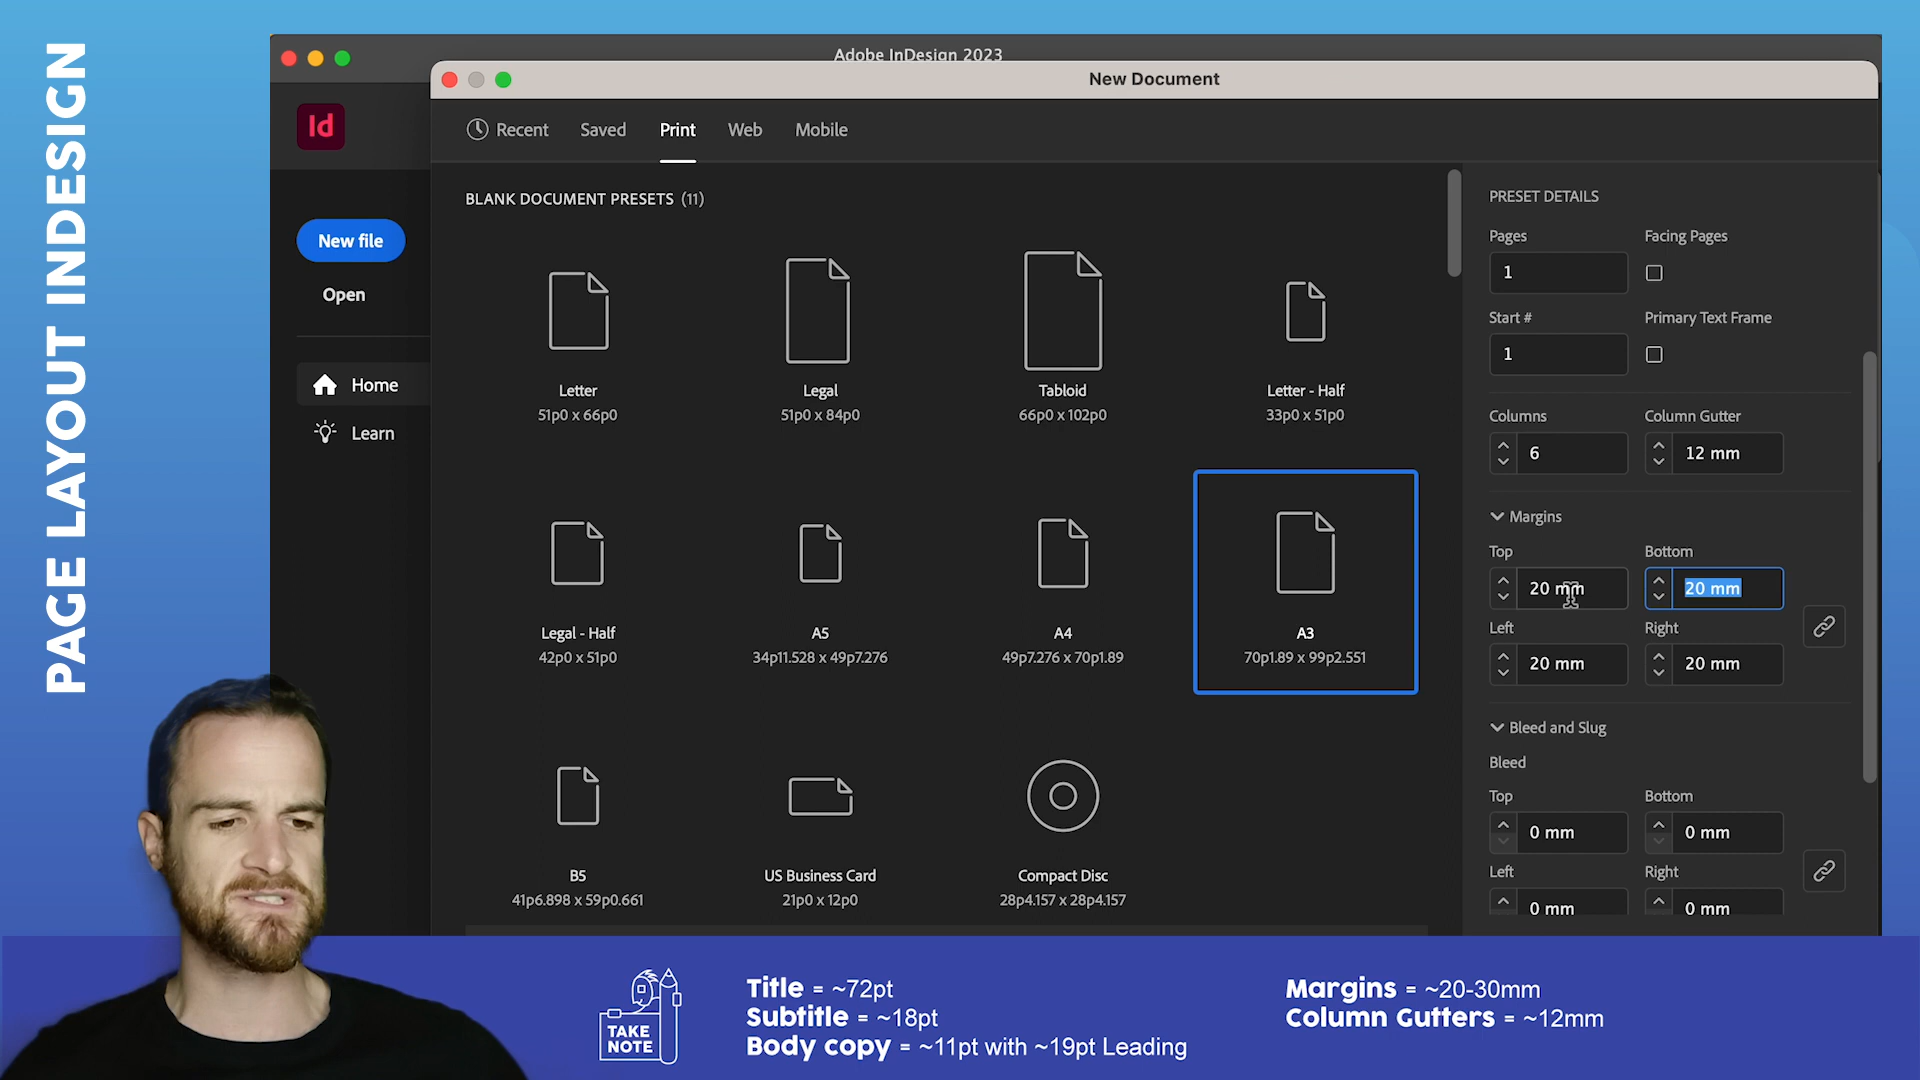 PAGE LAYOUT INDESIGN
Adobe InDesign 2023
New Document
Id
Recent
Saved
Print
Web
Mobile
New file
Open
Home
Learn
BLANK DOCUMENT PRESETS (11)
Letter
51p0 x 66p0
Legal
51p0 x 84p0
Tabloid
66p0 x 102p0
Letter - Half
33p0 x 51p0
Legal - Half
42p0 x 51p0
A5
34p11.528 x 49p7.276
A4
49p7.276 x 70p1.89
A3
70p1.89 x 99p2.551
B5
41p6.898 x 59p0.661
US Business Card
21p0 x 12p0
Compact Disc
28p4.157 x 28p4.157
PRESET DETAILS
Pages
Facing Pages
1
Start #
Primary Text Frame
1
Columns
Column Gutter
6
12 mm
Margins
Top
Bottom
20 mm
20 mm
Left
Right
20 mm
20 mm
Bleed and Slug
Bleed
Top
Bottom
0 mm
0 mm
Left
Right
0 mm
0 mm
TAKE
NOTE
Title = ~72pt
Subtitle = ~18pt
Body copy = ~11pt with ~19pt Leading
Margins = ~20-30mm
Column Gutters = ~12mm